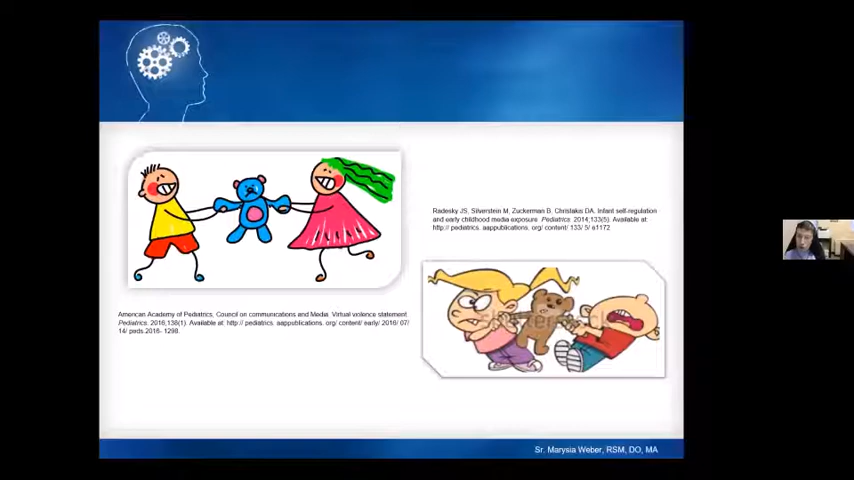 Radesky JS, Silverstein M, Zuckerman B, Christakis DA. Infant self-regulation
and early childhood media exposure. Pediatrics. 2014;133(5). Available at:
http:// pediatrics. aappublications. org/ content/ 133/ 5/ e1172
American Academy of Pediatrics, Council on communications and Media. Virtual violence statement.
Pediatrics. 2016;138(1). Available at: http:// pediatrics. aappublications. org/ content/ early/ 2016/ 07/
14/ peds.2016- 1298.
shutterstock
Sr. Marysia Weber, RSM, DO, MA